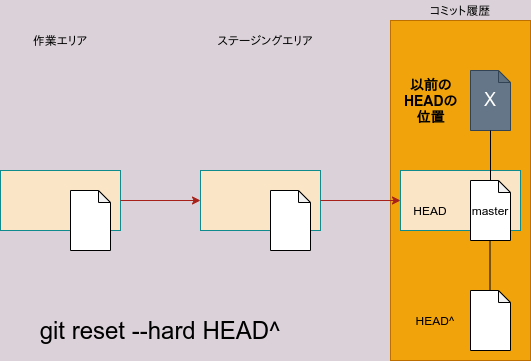 コミット履歴
作業エリア
ステージングエリア
以前の
HEADの
位置
X
HEAD
master
HEAD^
git reset --hard HEAD^